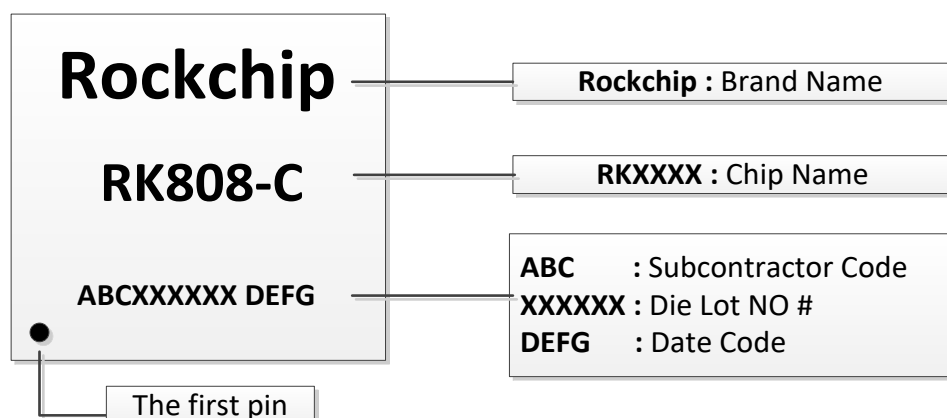 Rockchip
Rockchip : Brand Name
RK808-C
RKXXXX : Chip Name
ABCXXXXXX DEFG
ABC : Subcontractor Code
XXXXXX : Die Lot NO #
DEFG : Date Code
The first pin